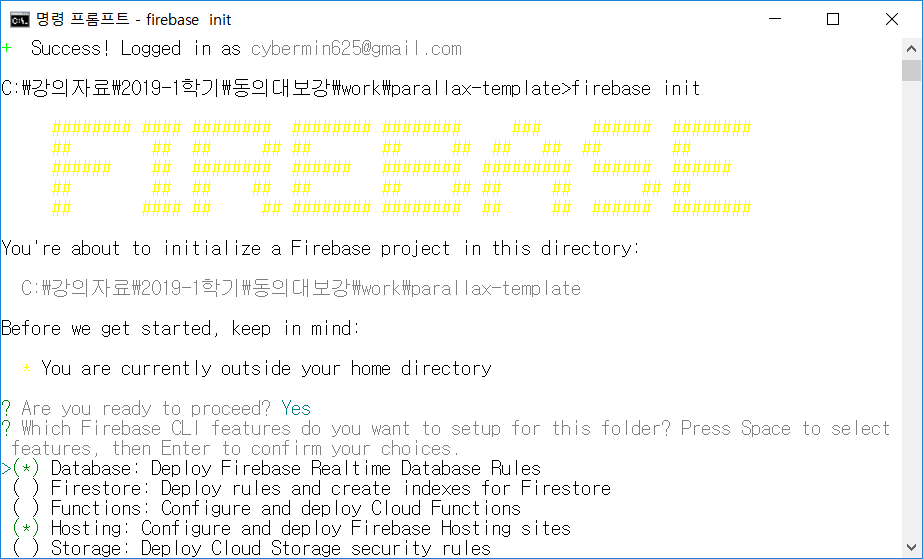 명령 프롬프트 - firebase  init
+  Success! Logged in as cybermin625@gmail.com
C:\강의자료\2019-1학기\동의대보강\work\parallax-template>firebase init
FIREBASE
You're about to initialize a Firebase project in this directory:
C:\강의자료\2019-1학기\동의대보강\work\parallax-template
Before we get started, keep in mind:
* You are currently outside your home directory
? Are you ready to proceed? Yes
? Which Firebase CLI features do you want to setup for this folder? Press Space to select
features, then Enter to confirm your choices.
>(*) Database: Deploy Firebase Realtime Database Rules
( ) Firestore: Deploy rules and create indexes for Firestore
( ) Functions: Configure and deploy Cloud Functions
(*) Hosting: Configure and deploy Firebase Hosting sites
( ) Storage: Deploy Cloud Storage security rules